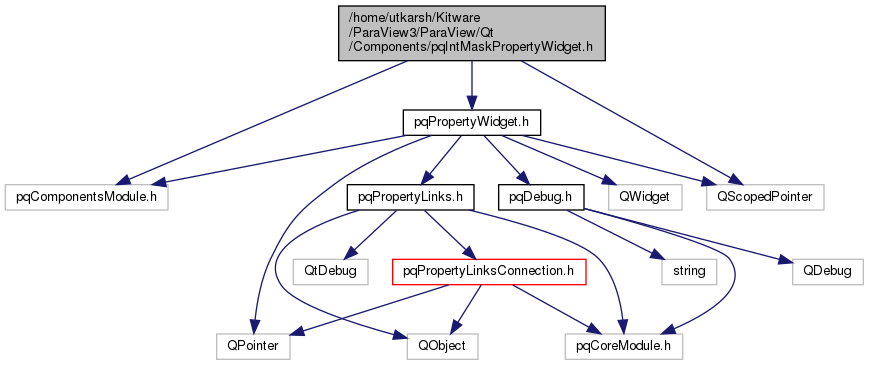 /home/utkarsh/Kitware
/ParaView3/ParaView/Qt
/Components/pqIntMaskPropertyWidget.h
pqPropertyWidget.h
pqComponentsModule.h
pqPropertyLinks.h
pqDebug.h
QWidget
QScopedPointer
QtDebug
pqPropertyLinksConnection.h
string
QDebug
QPointer
QObject
pqCoreModule.h